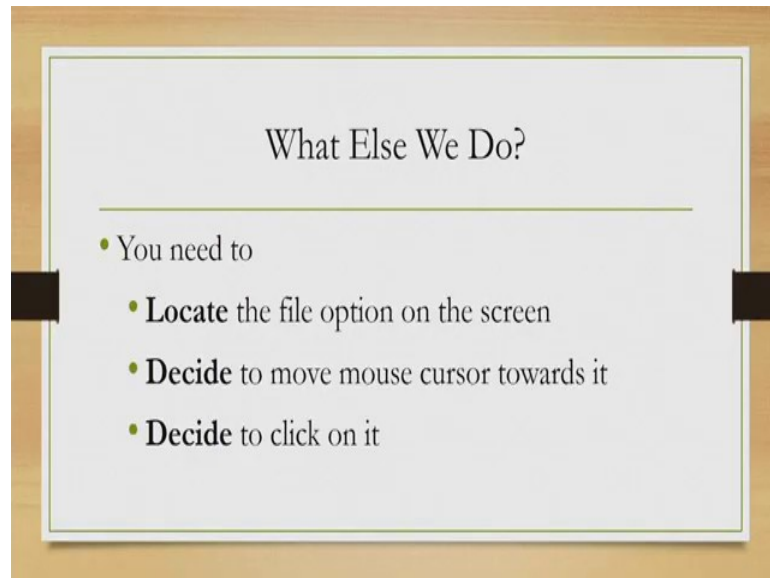 What Else We Do?
• You need to
• Locate the file option on the screen
• Decide to move mouse cursor towards it
• Decide to click on it